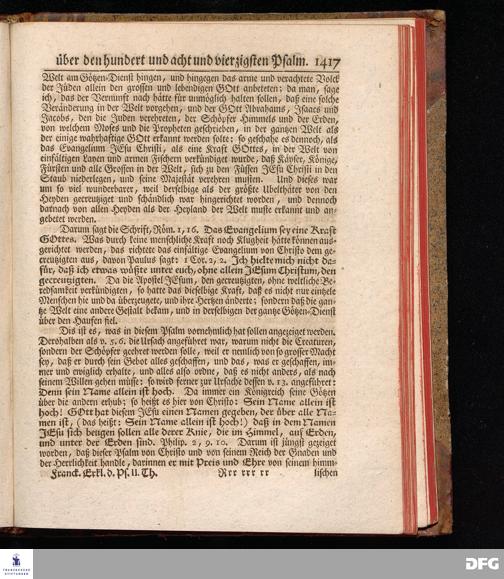 über den hundert und acht und vierzigsten Psalm. 1417
Welt am Götzen-Dienst hingen, und hingegen das arme und verachtete Volck
der Jüden allein den grossen und lebendigen GOtt anbeteten: da man, sage
ich, das der Vernunft nach hätte für unmöglich halten sollen, daß eine solche
Veränderung in der Welt vorgehen, und der GOtt Abrahams, Isaacs und
Jacobs, den die Juden verehreten, der Schöpfer Himmels und der Erden,
von welchem Moses und die Propheten geschrieben, in der gantzen Welt als
der einige wahrhaftige GOtt erkannt werden solte: so geschahe es dennoch, als
das Evangelium JEsu Christi, als eine Kraft GOttes, in der Welt von
einfältigen Layen und armen Fischern verkündiget wurde, daß Käyser, Könige,
Fürsten und alle Grossen in der Welt, sich zu den Füssen JEsu Christi in den
Staub niederlegen, und seine Majestät verehren musten. Und dieses war
um so viel wunderbarer, weil derselbige als der größte Ubelthäter von den
Heyden gecreutziget und schändlich war hingerichtet worden, und dennoch
darnach von allen Heyden als der Heyland der Welt muste erkannt und an-
gebetet werden.
Darum sagt die Schrift, Röm. 1, 16. Das Evangelium sey eine Kraft
GOttes. Was durch keine menschliche Kraft noch Klugheit hätte können aus-
gerichtet werden, das richtet das einfältige Evangelium von Christo dem ge-
creutzigten aus, davon Paulus sagt: 1 Cor. 2, 2. Ich hielte mich nicht da-
für, daß ich etwas wüßte unter euch, ohne allein JEsum Christum, den
gecreutzigten. Da die Apostel JEsum, den gecreutzigten, ohne weltliche Be-
redsamkeit verkündigten, so hatte das dieselbige Kraft, daß es nicht nur eintzele
Menschen hie und da überzeugete, und ihre Hertzen änderte: sondern daß die gan-
tze Welt eine andere Gestalt bekam, und in derselbigen der gantze Götzen-Dienst
über den Haufen fiel.
Dis ist es, was in diesem Psalm vornehmlich hat sollen angezeiget werden.
Derohalben als v. 5. 6. die Ursach angeführet war, warum nicht die Creaturen,
sondern der Schöpfer geehret werden solle, weil er nemlich von so grosser Macht
sey, daß er durch sein Gebot alles geschaffen, und das, was er geschaffen, im-
mer und ewiglich erhalte, und alles also ordne, daß es nicht anders, als nach
seinem Willen gehen müsse: so wird ferner zur Ursache dessen v. 13. angeführet:
Denn sein Name allein ist hoch. Da immer ein Königreich seine Götzen
über die andern erhub; so heißt es hier von Christo: Sein Name allein ist
hoch! GOtt hat diesem JEsu einen Namen gegeben, der über alle Na-
men ist, (das heißt: Sein Name allein ist hoch!) daß in dem Namen
JEsu sich beugen sollen alle derer Knie, die im Himmel, auf Erden,
und unter der Erden sind. Philip. 2, 9. 10. Darum ist jüngst gezeiget
worden, daß dieser Psalm von Christo und von seinem Reich der Gnaden und
der Herrlichkeit handle, darinnen er mit Preis und Ehre von seinem himm-
Franck. Erkl. d. Ps. II. Th. Rrr rrr rr lischen
FRANCKESCHE
STIFTUNGEN
DFG